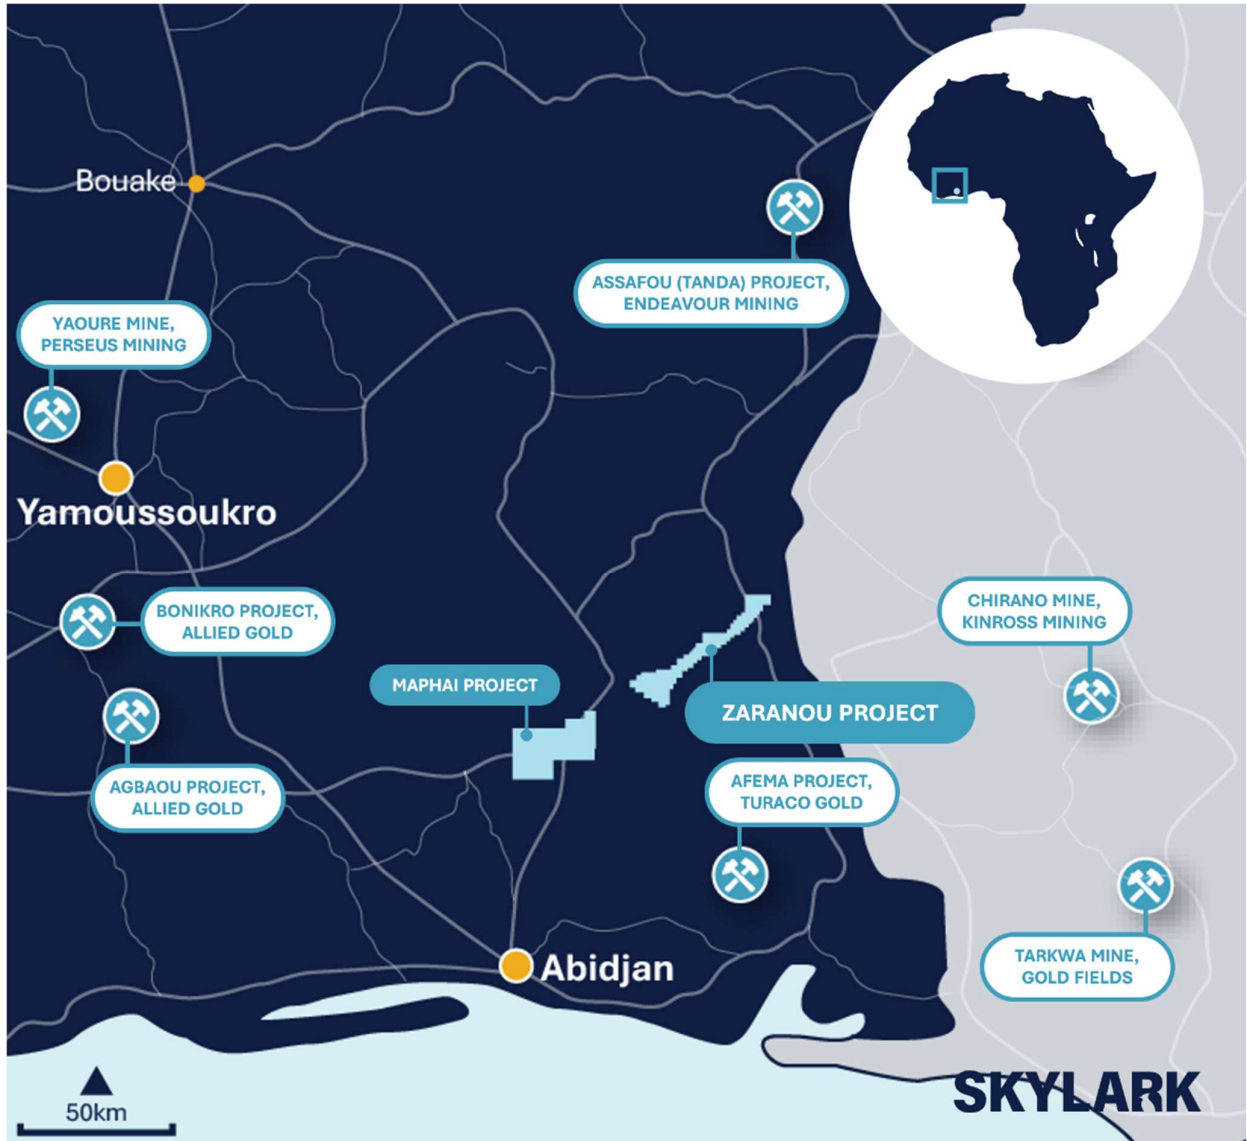 Bouake
ASSAFOU (TANDA) PROJECT,
ENDEAVOUR MINING
YAOURE MINE,
PERSEUS MINING
Yamoussoukro
BONIKRO PROJECT,
ALLIED GOLD
CHIRANO MINE,
KINROSS MINING
MAPHAI PROJECT
ZARANOU PROJECT
AGBAOU PROJECT,
ALLIED GOLD
AFEMA PROJECT,
TURACO GOLD
Abidjan
TARKWA MINE,
GOLD FIELDS
50km
SKYLARK